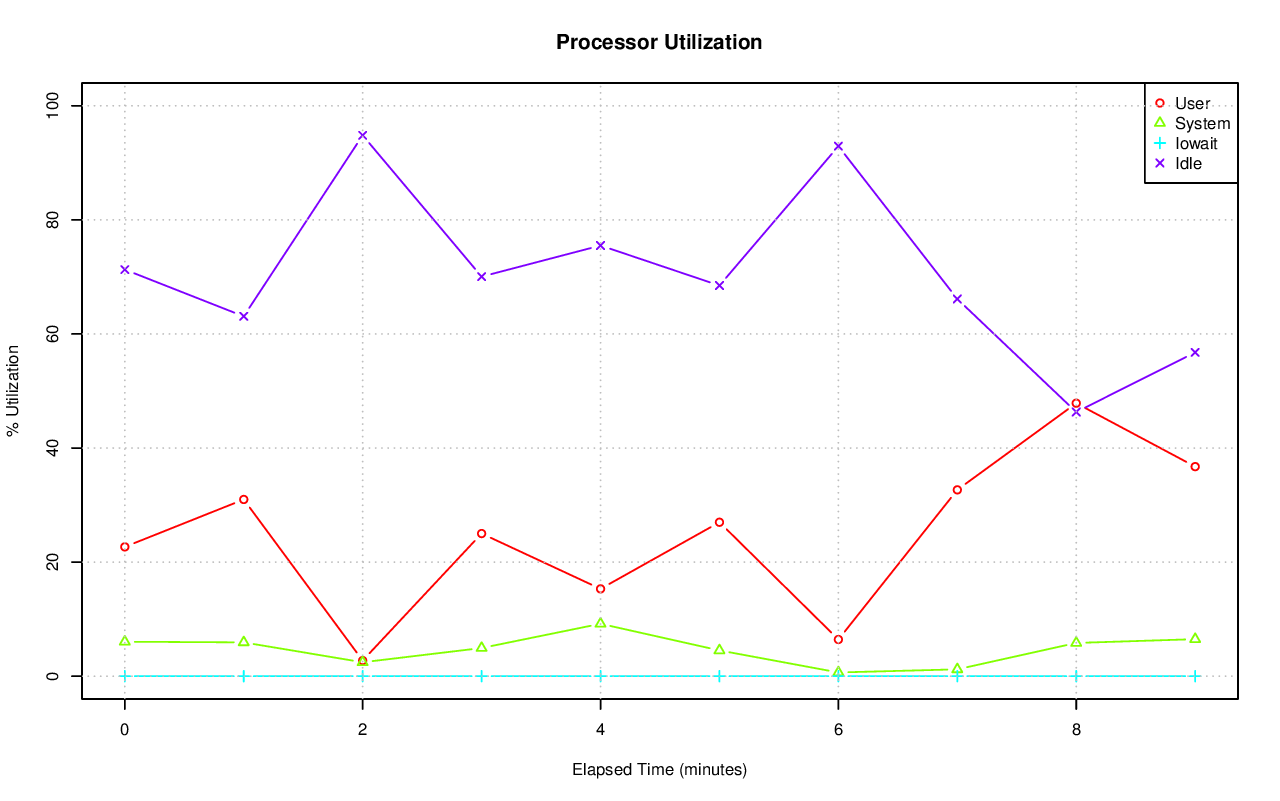 Processor Utilization
User
System
Iowait
Idle
% Utilization
100
80
60
40
20
0
0 2 4 6 8
Elapsed Time (minutes)